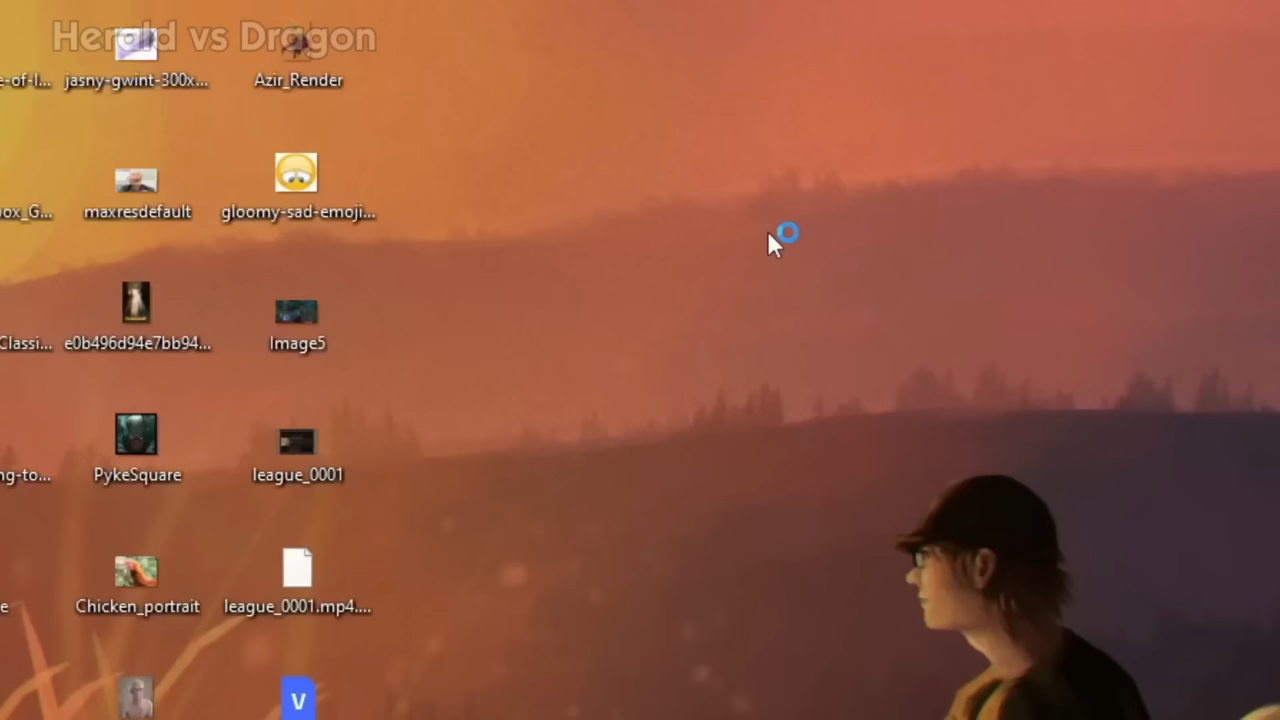 Herald vs Dragon
e-of-l... jasny-gwint-300x... Azir_Render
ox_G... maxresdefault gloomy-sad-emoji...
Classi... e0b496d94e7bb94... Image5
ng-to... PykeSquare league_0001
e Chicken_portrait league_0001.mp4....
V